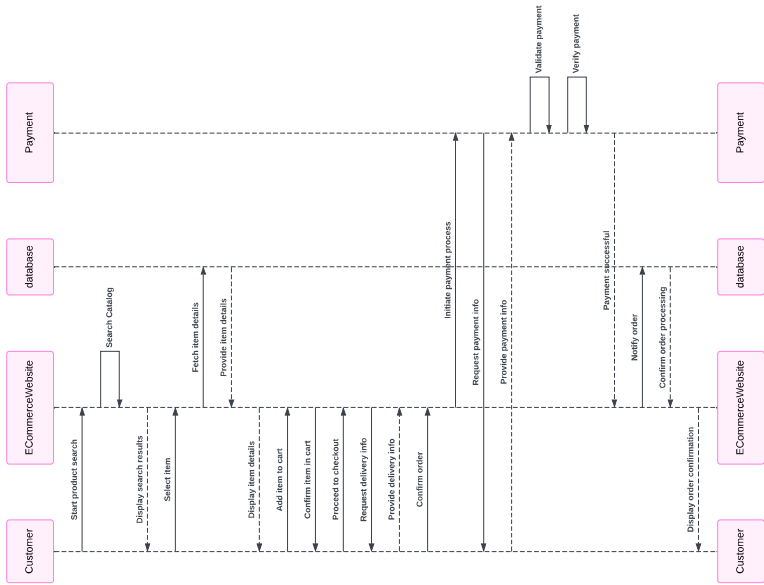 Payment
database
ECommerceWebsite
Customer
Start product search
Search Catalog
Display search results
Select item
Fetch item details
Provide item details
Display item details
Add item to cart
Confirm item in cart
Proceed to checkout
Request delivery info
Provide delivery info
Confirm order
Initiate payment process
Request payment info
Provide payment info
Validate payment
Verify payment
Payment successful
Notify order
Confirm order processing
Display order confirmation
Payment
database
ECommerceWebsite
Customer